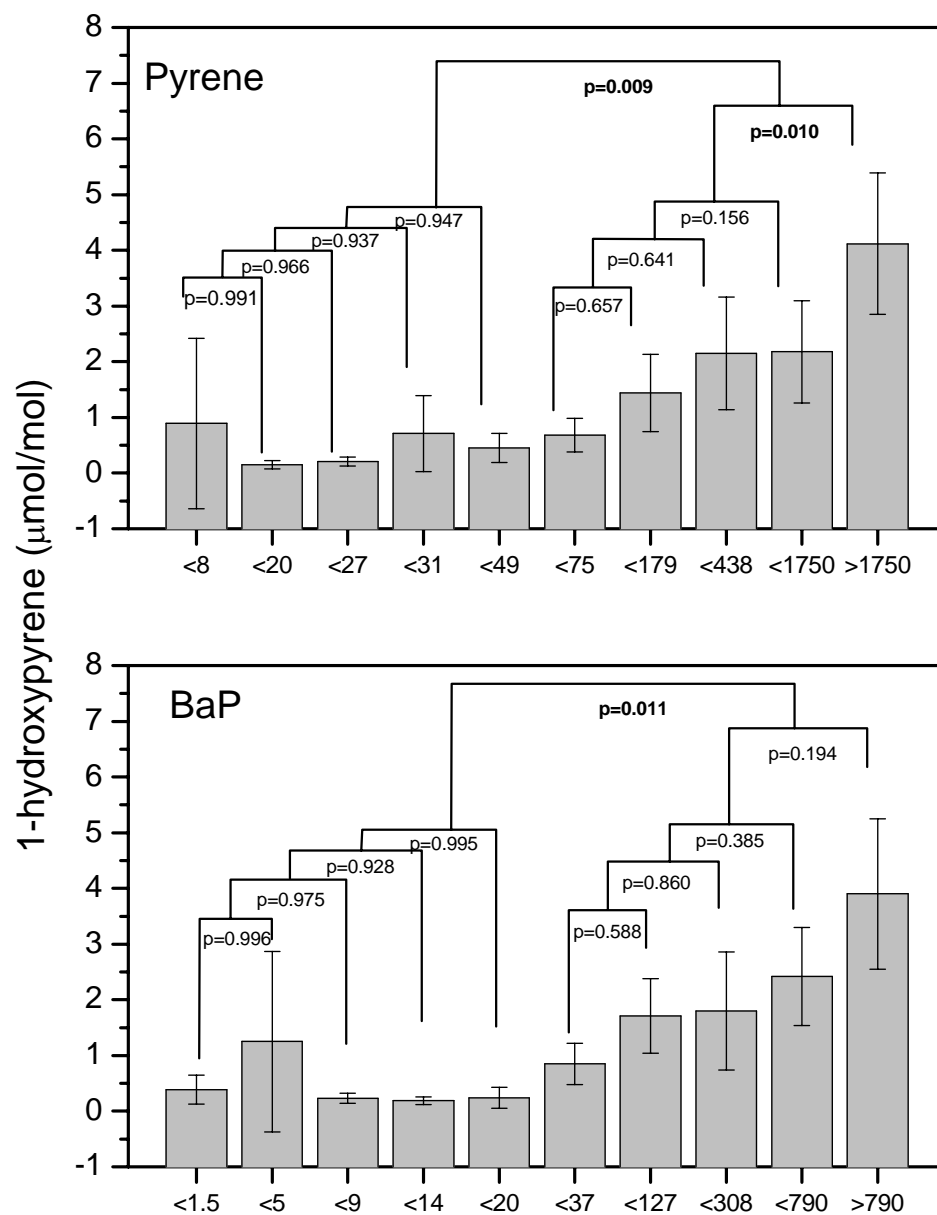 1-hydroxypyrene (µmol/mol)
Pyrene
8
7
6
5
4
3
2
1
0
-1
p=0.009
p=0.010
p=0.947
p=0.937
p=0.966
p=0.991
p=0.156
p=0.641
p=0.657
<8 <20 <27 <31 <49 <75 <179 <438 <1750 >1750
BaP
8
7
6
5
4
3
2
1
0
-1
p=0.011
p=0.194
p=0.995
p=0.928
p=0.975
p=0.996
p=0.385
p=0.860
p=0.588
<1.5 <5 <9 <14 <20 <37 <127 <308 <790 >790